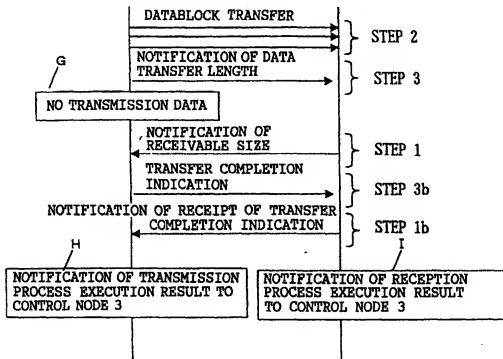 DATABLOCK TRANSFER
STEP 2
G
NOTIFICATION OF DATA
TRANSFER LENGTH
STEP 3
NO TRANSMISSION DATA
NOTIFICATION OF
RECEIVABLE SIZE
STEP 1
TRANSFER COMPLETION
INDICATION
STEP 3b
NOTIFICATION OF RECEIPT OF TRANSFER
COMPLETION INDICATION
STEP 1b
H
I
NOTIFICATION OF TRANSMISSION
PROCESS EXECUTION RESULT TO
CONTROL NODE 3
NOTIFICATION OF RECEPTION
PROCESS EXECUTION RESULT
TO CONTROL NODE 3